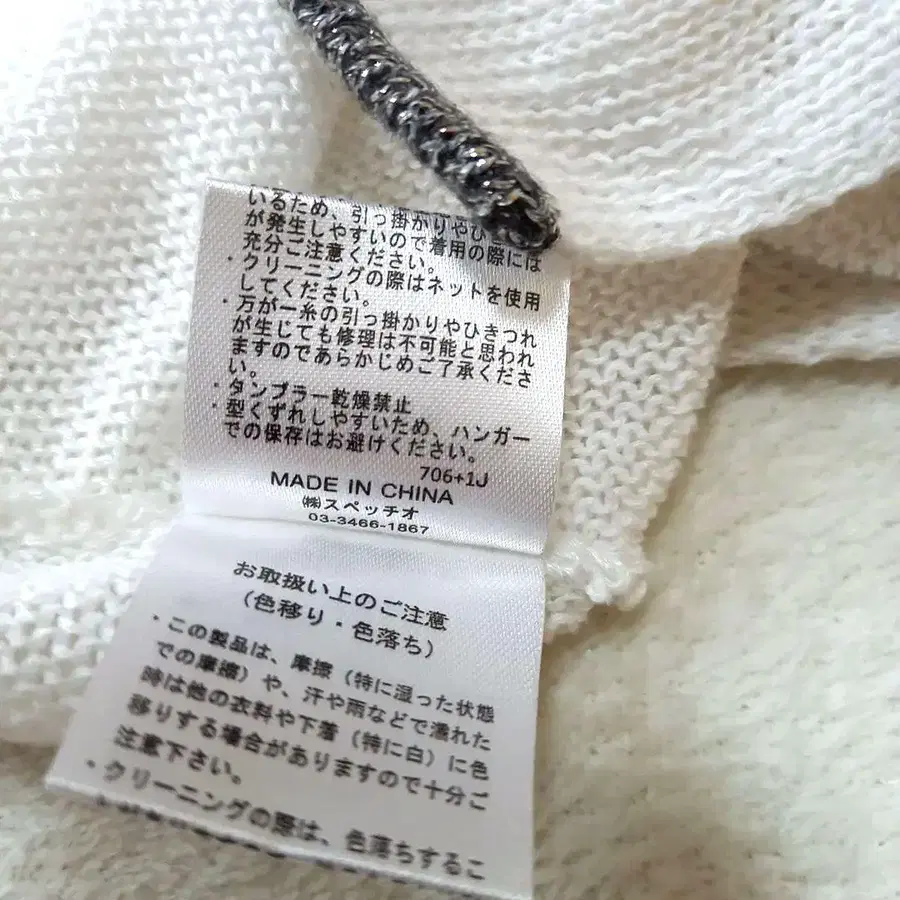 いるため、引っ掛かりやひ
が発生しやすいので着用の際には
充分ご注意ください。
・クリーニングの際はネットを使用
してください。
・万が一糸の引っ掛かりやひきつれ
が生じても修理は不可能と思われ
ますのであらかじめご了承くださ
い。
・タンブラー乾燥禁止
・型くずれしやすいため、ハンガー
での保存はお避けください。
706+1J
MADE IN CHINA
㈱スペッチオ
03-3466-1867
お取扱い上のご注意
(色移り・色落ち)
・この製品は、摩擦(特に湿った状態
での摩擦)や、汗や雨などで濡れた
時は他の衣料や下着(特に白)に色
移りする場合がありますので十分ご
注意下さい。
・クリーニングの際は、色落ちするこ